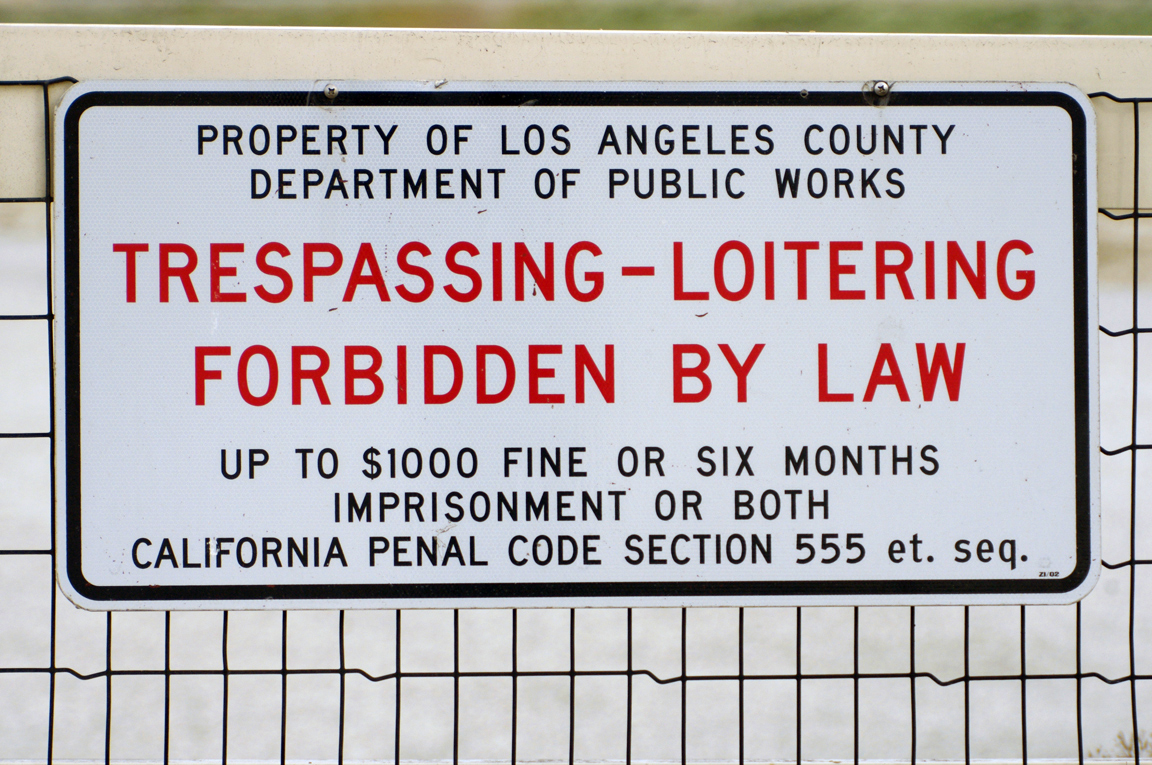 PROPERTY OF LOS ANGELES COUNTY
DEPARTMENT OF PUBLIC WORKS
TRESPASSING-LOITERING
FORBIDDEN BY LAW
UP TO $1000 FINE OR SIX MONTHS
IMPRISONMENT OR BOTH
CALIFORNIA PENAL CODE SECTION 555 et. seq.